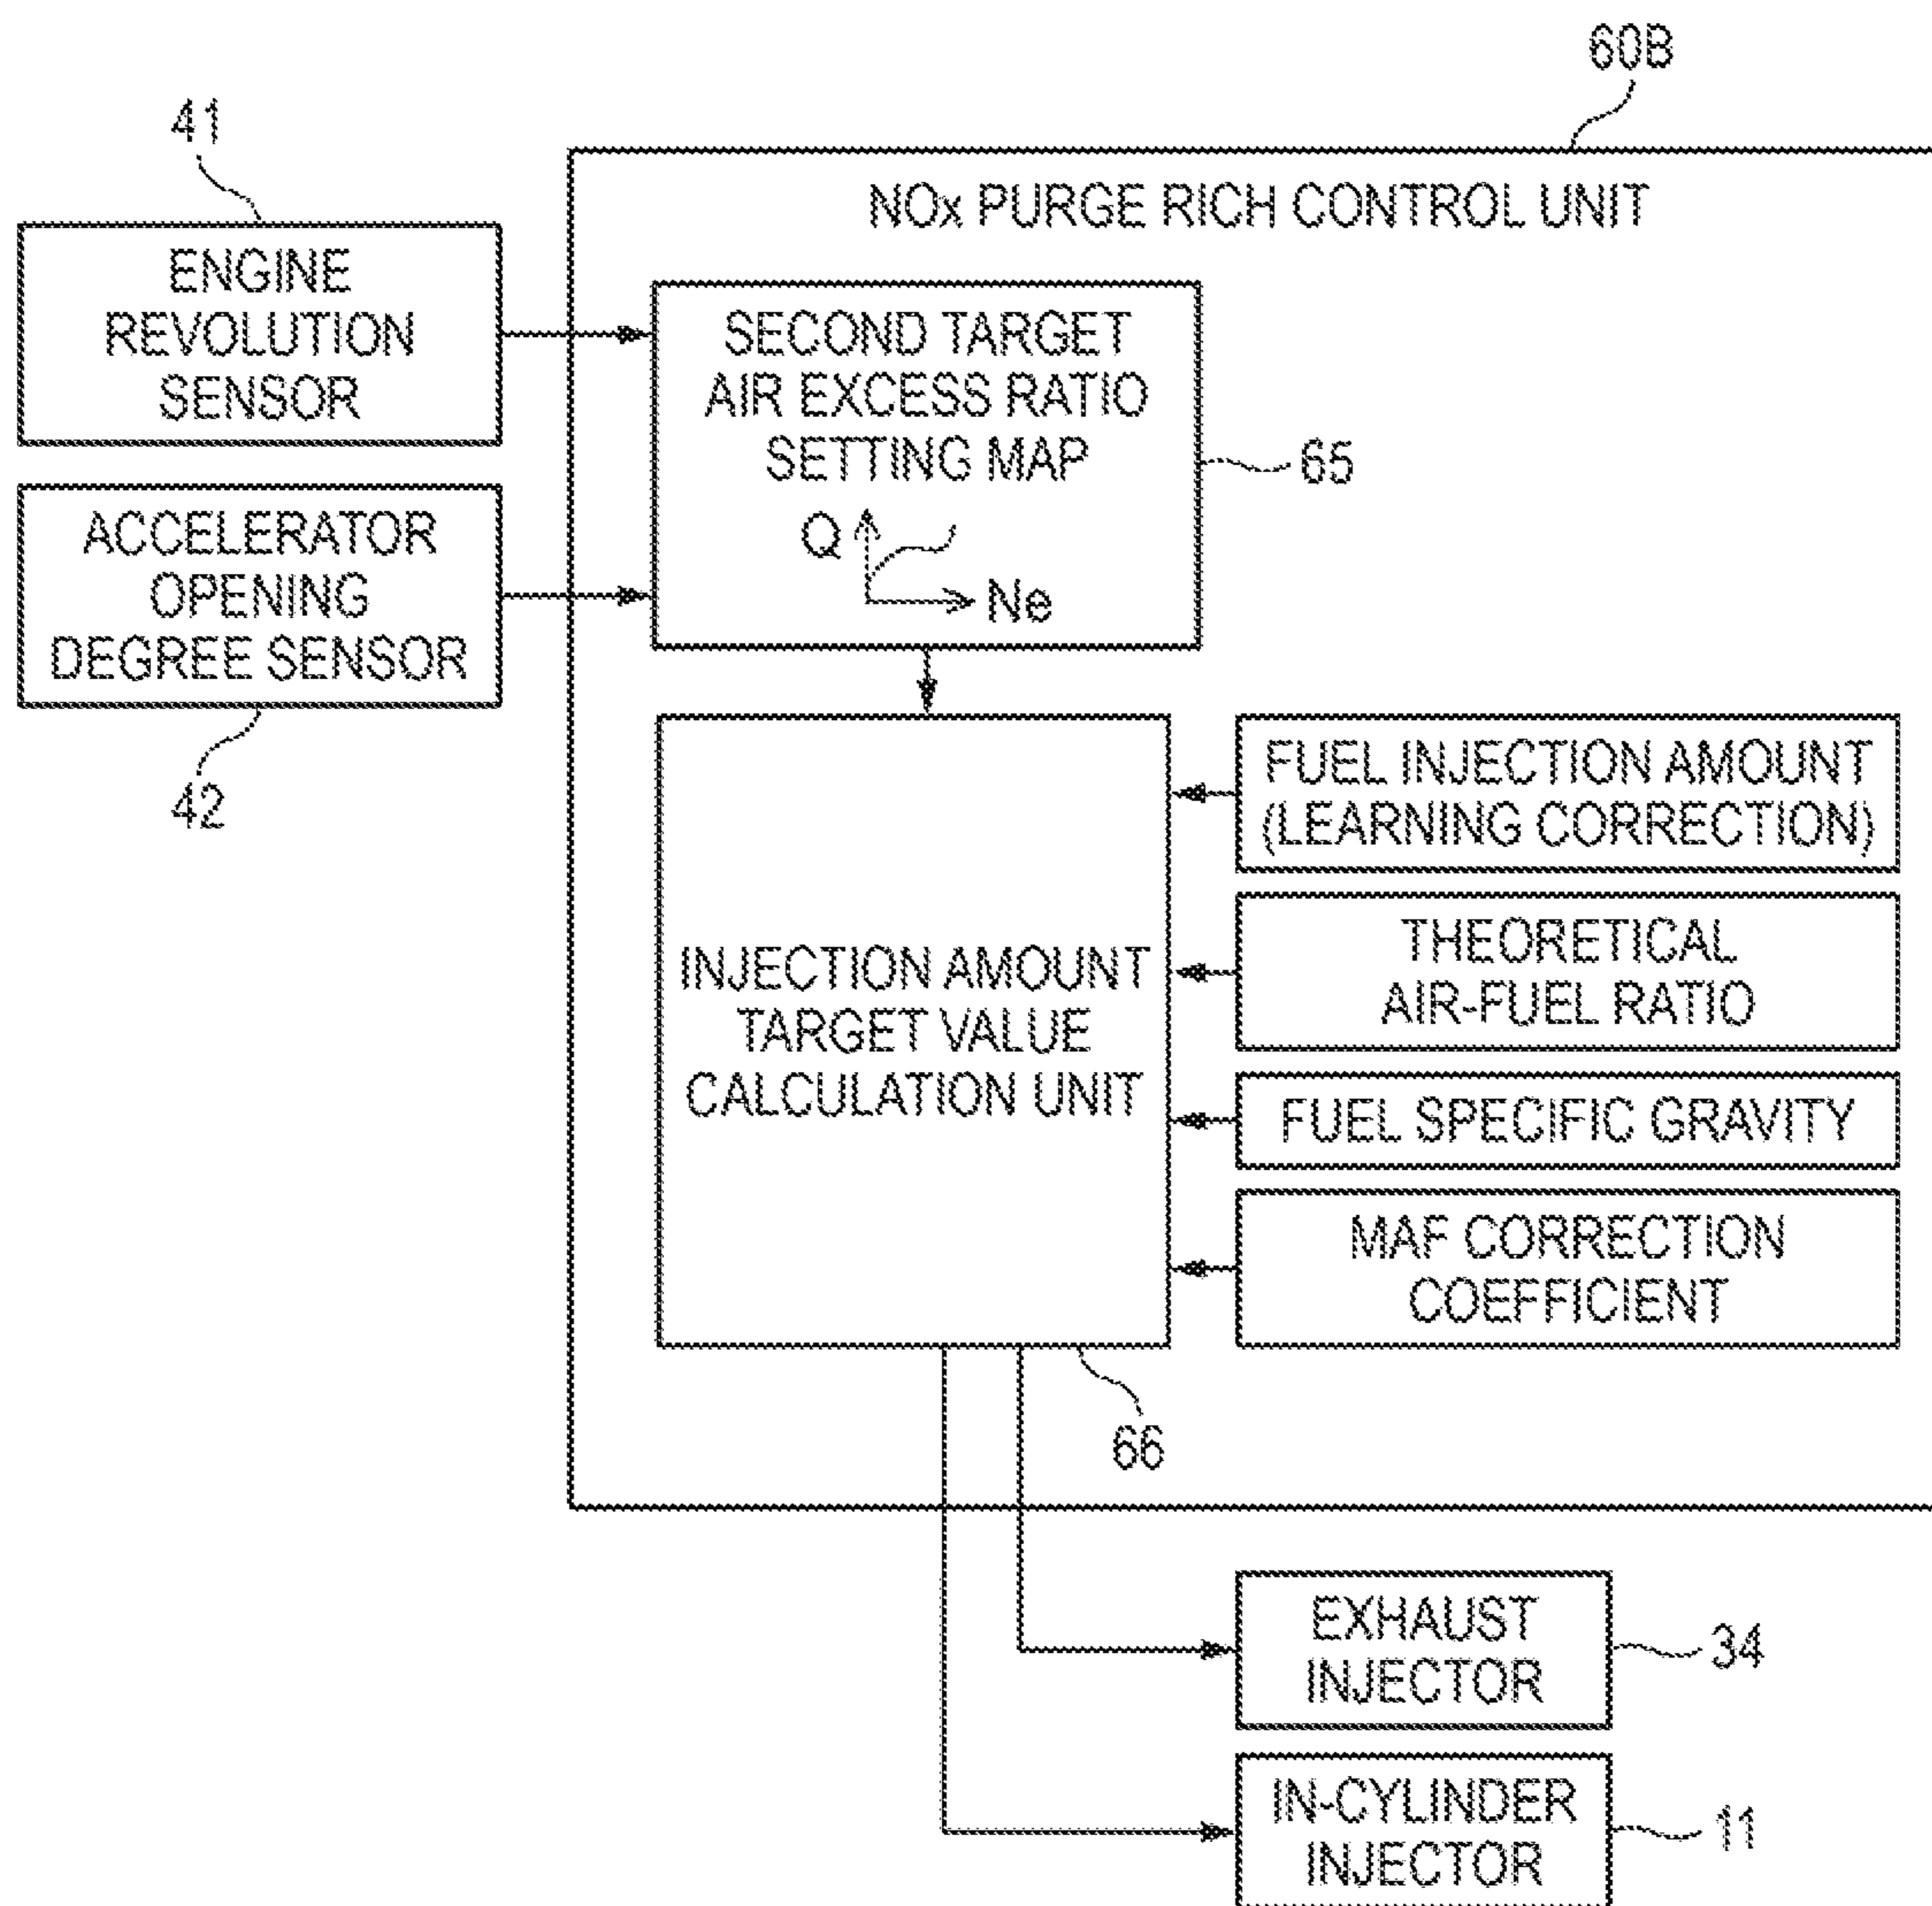 60B
41
NOx PURGE RICH CONTROL UNIT
ENGINE
REVOLUTION
SENSOR
SECOND TARGET
AIR EXCESS RATIO
SETTING MAP
Q
Ne
65
ACCELERATOR
OPENING
DEGREE SENSOR
42
INJECTION AMOUNT
TARGET VALUE
CALCULATION UNIT
FUEL INJECTION AMOUNT
(LEARNING CORRECTION)
THEORETICAL
AIR-FUEL RATIO
FUEL SPECIFIC GRAVITY
MAF CORRECTION
COEFFICIENT
66
EXHAUST
INJECTOR
34
IN-CYLINDER
INJECTOR
11